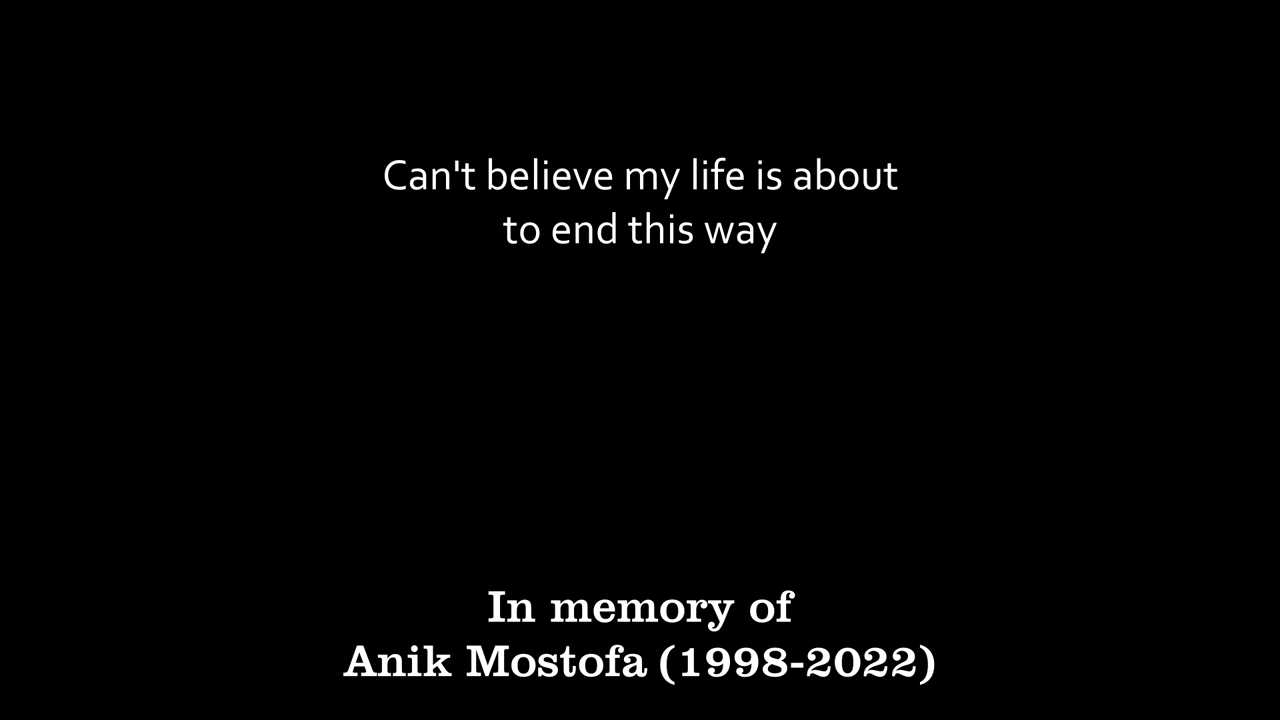 Can't believe my life is about
to end this way
In memory of
Anik Mostofa (1998-2022)